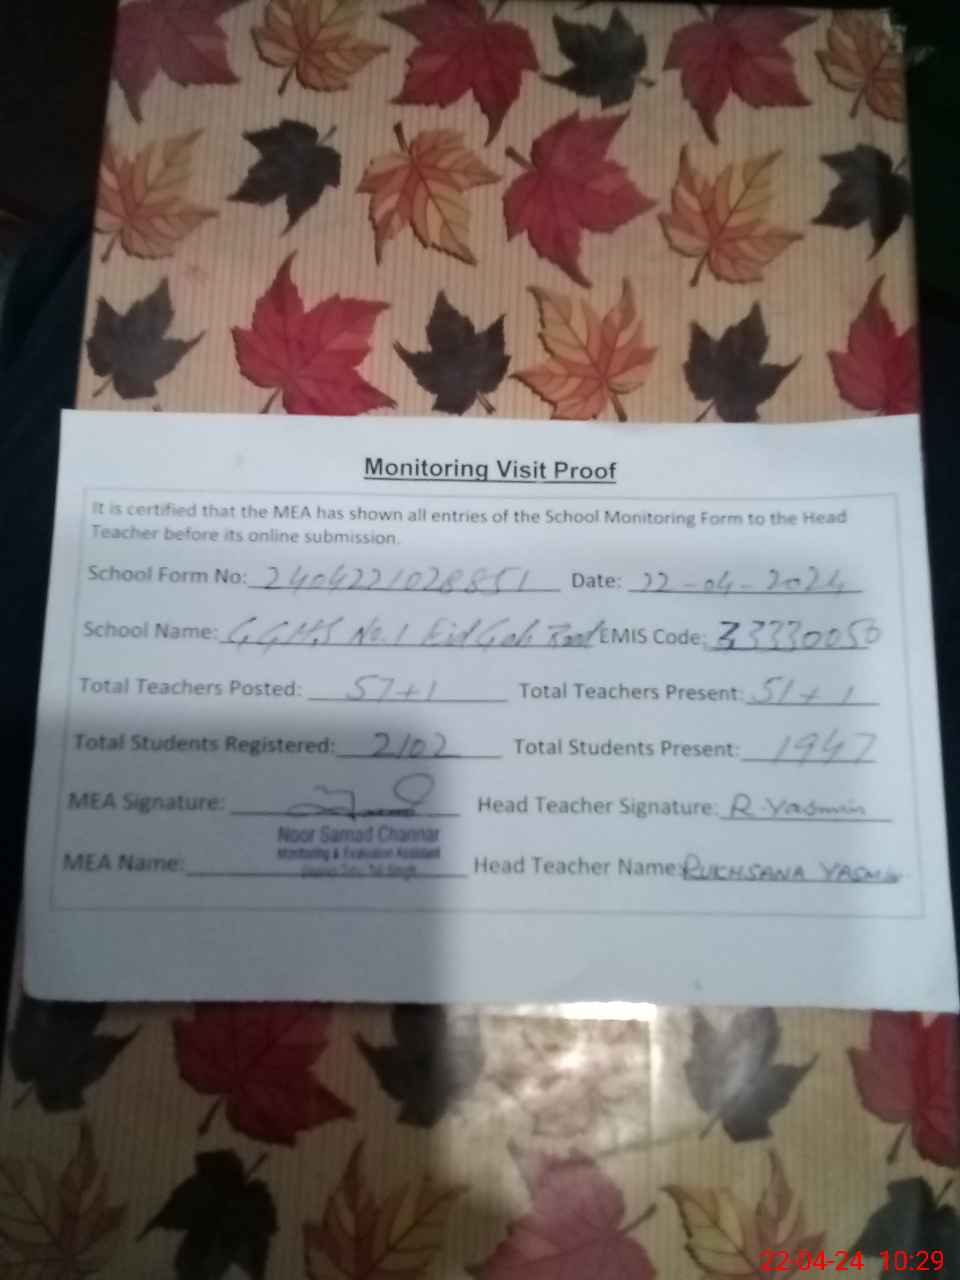 Monitoring Visit Proof
It is certified that the MEA has shown all entries of the School Monitoring Form to the Head
Teacher before its online submission.
School Form No: 2404221028851 Date: 22-04-2024
School Name: GGHS No.1 Eid Gah Road EMIS Code: 33330050
Total Teachers Posted: 57+1 Total Teachers Present: 51+1
Total Students Registered: 2102 Total Students Present: 1947
MEA Signature: Head Teacher Signature: R.Yasmin
Noor Samad Channar
Monitoring & Evaluation Assistant
MEA Name: Head Teacher Name: RUKHSANA YASMIN
22-04-24 10:29